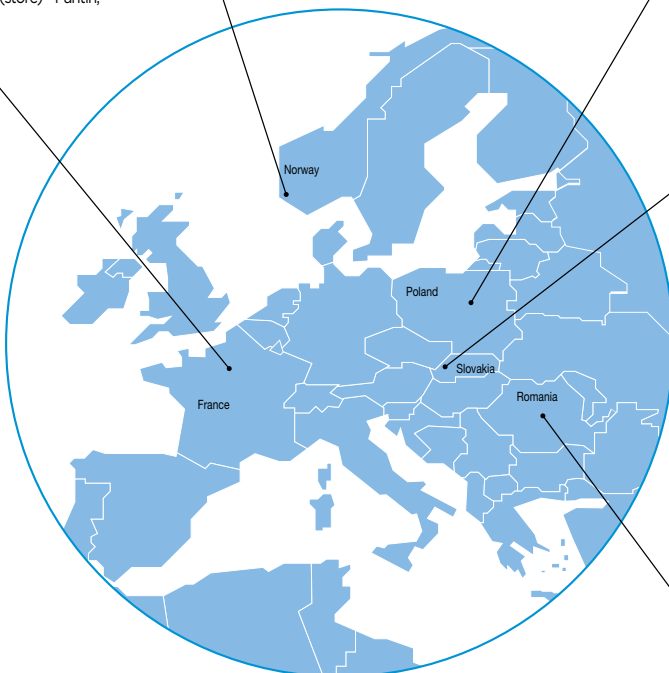 (store) Pantin,
Norway
Poland
Slovakia
Romania
France